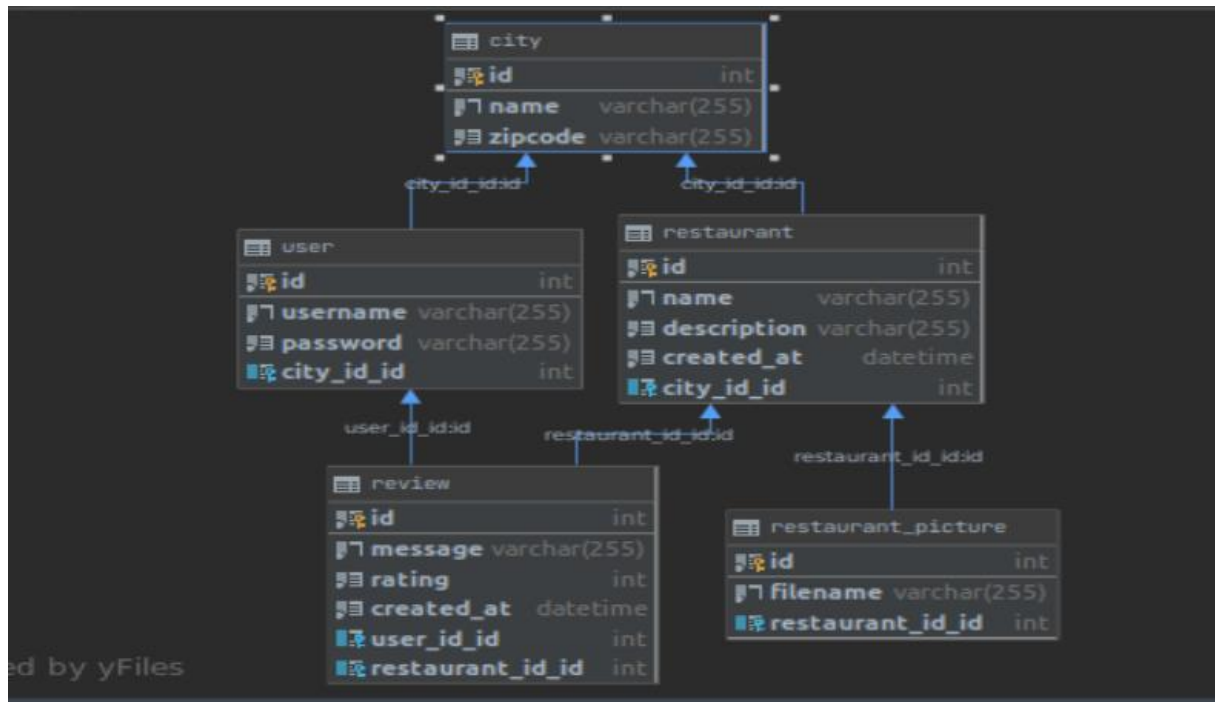 city
id int
name varchar(255)
zipcode varchar(255)
city_id_id:id
city_id_id:id
user
id int
username varchar(255)
password varchar(255)
city_id_id int
restaurant
id int
name varchar(255)
description varchar(255)
created_at datetime
city_id_id int
user_id_id:id
restaurant_id_id:id
restaurant_id_id:id
review
id int
message varchar(255)
rating int
created_at datetime
user_id_id int
restaurant_id_id int
restaurant_picture
id int
filename varchar(255)
restaurant_id_id int
ed by yFiles